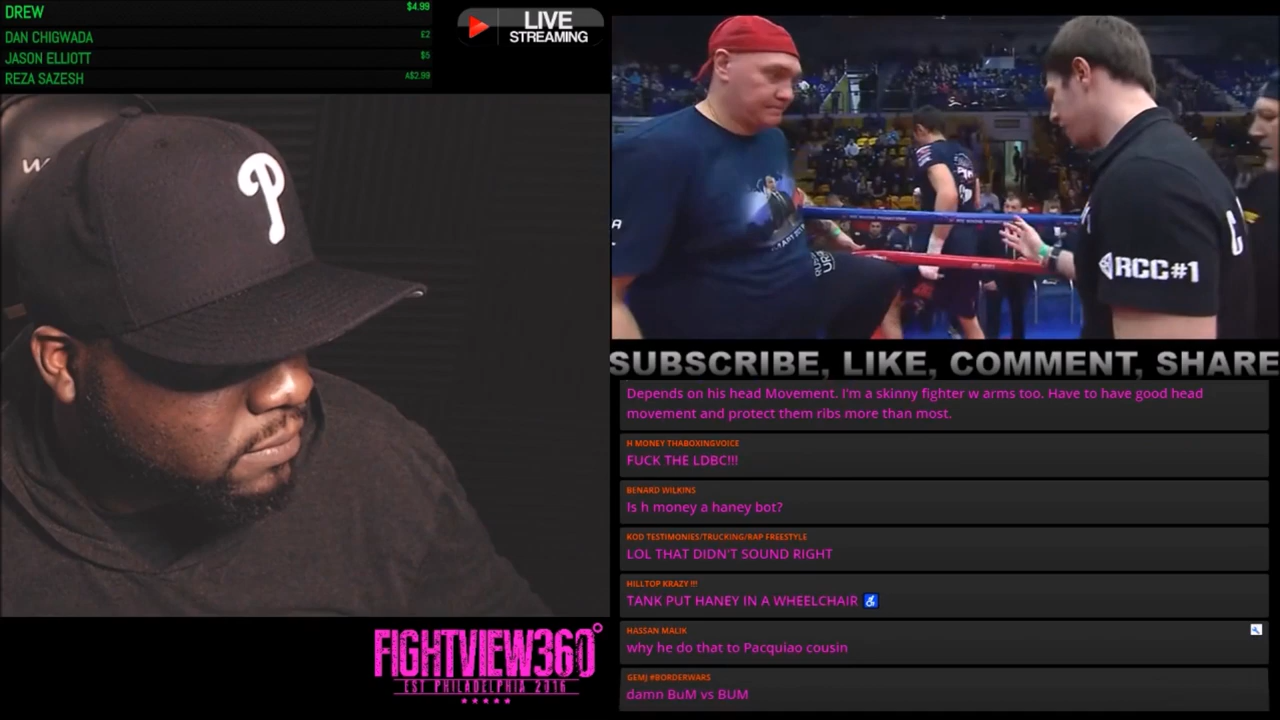 DREW $4.99
DAN CHIGWADA £2
JASON ELLIOTT $5
REZA SAZESH A$2.99
LIVE
STREAMING
W
P
RCC#1
C
SUBSCRIBE, LIKE, COMMENT, SHARE
Depends on his head Movement. I'm a skinny fighter w arms too. Have to have good head
movement and protect them ribs more than most.
H MONEY THABOXINGVOICE
FUCK THE LDBC!!!
BENARD WILKINS
Is h money a haney bot?
KOD TESTIMONIES/TRUCKING/RAP FREESTYLE
LOL THAT DIDN'T SOUND RIGHT
HILLTOP KRAZY !!!
TANK PUT HANEY IN A WHEELCHAIR ♿
HASSAN MALIK
why he do that to Pacquiao cousin
GEMJ #BORDERWARS
damn BuM vs BUM
FIGHTVIEW360°
EST PHILADELPHIA 2016